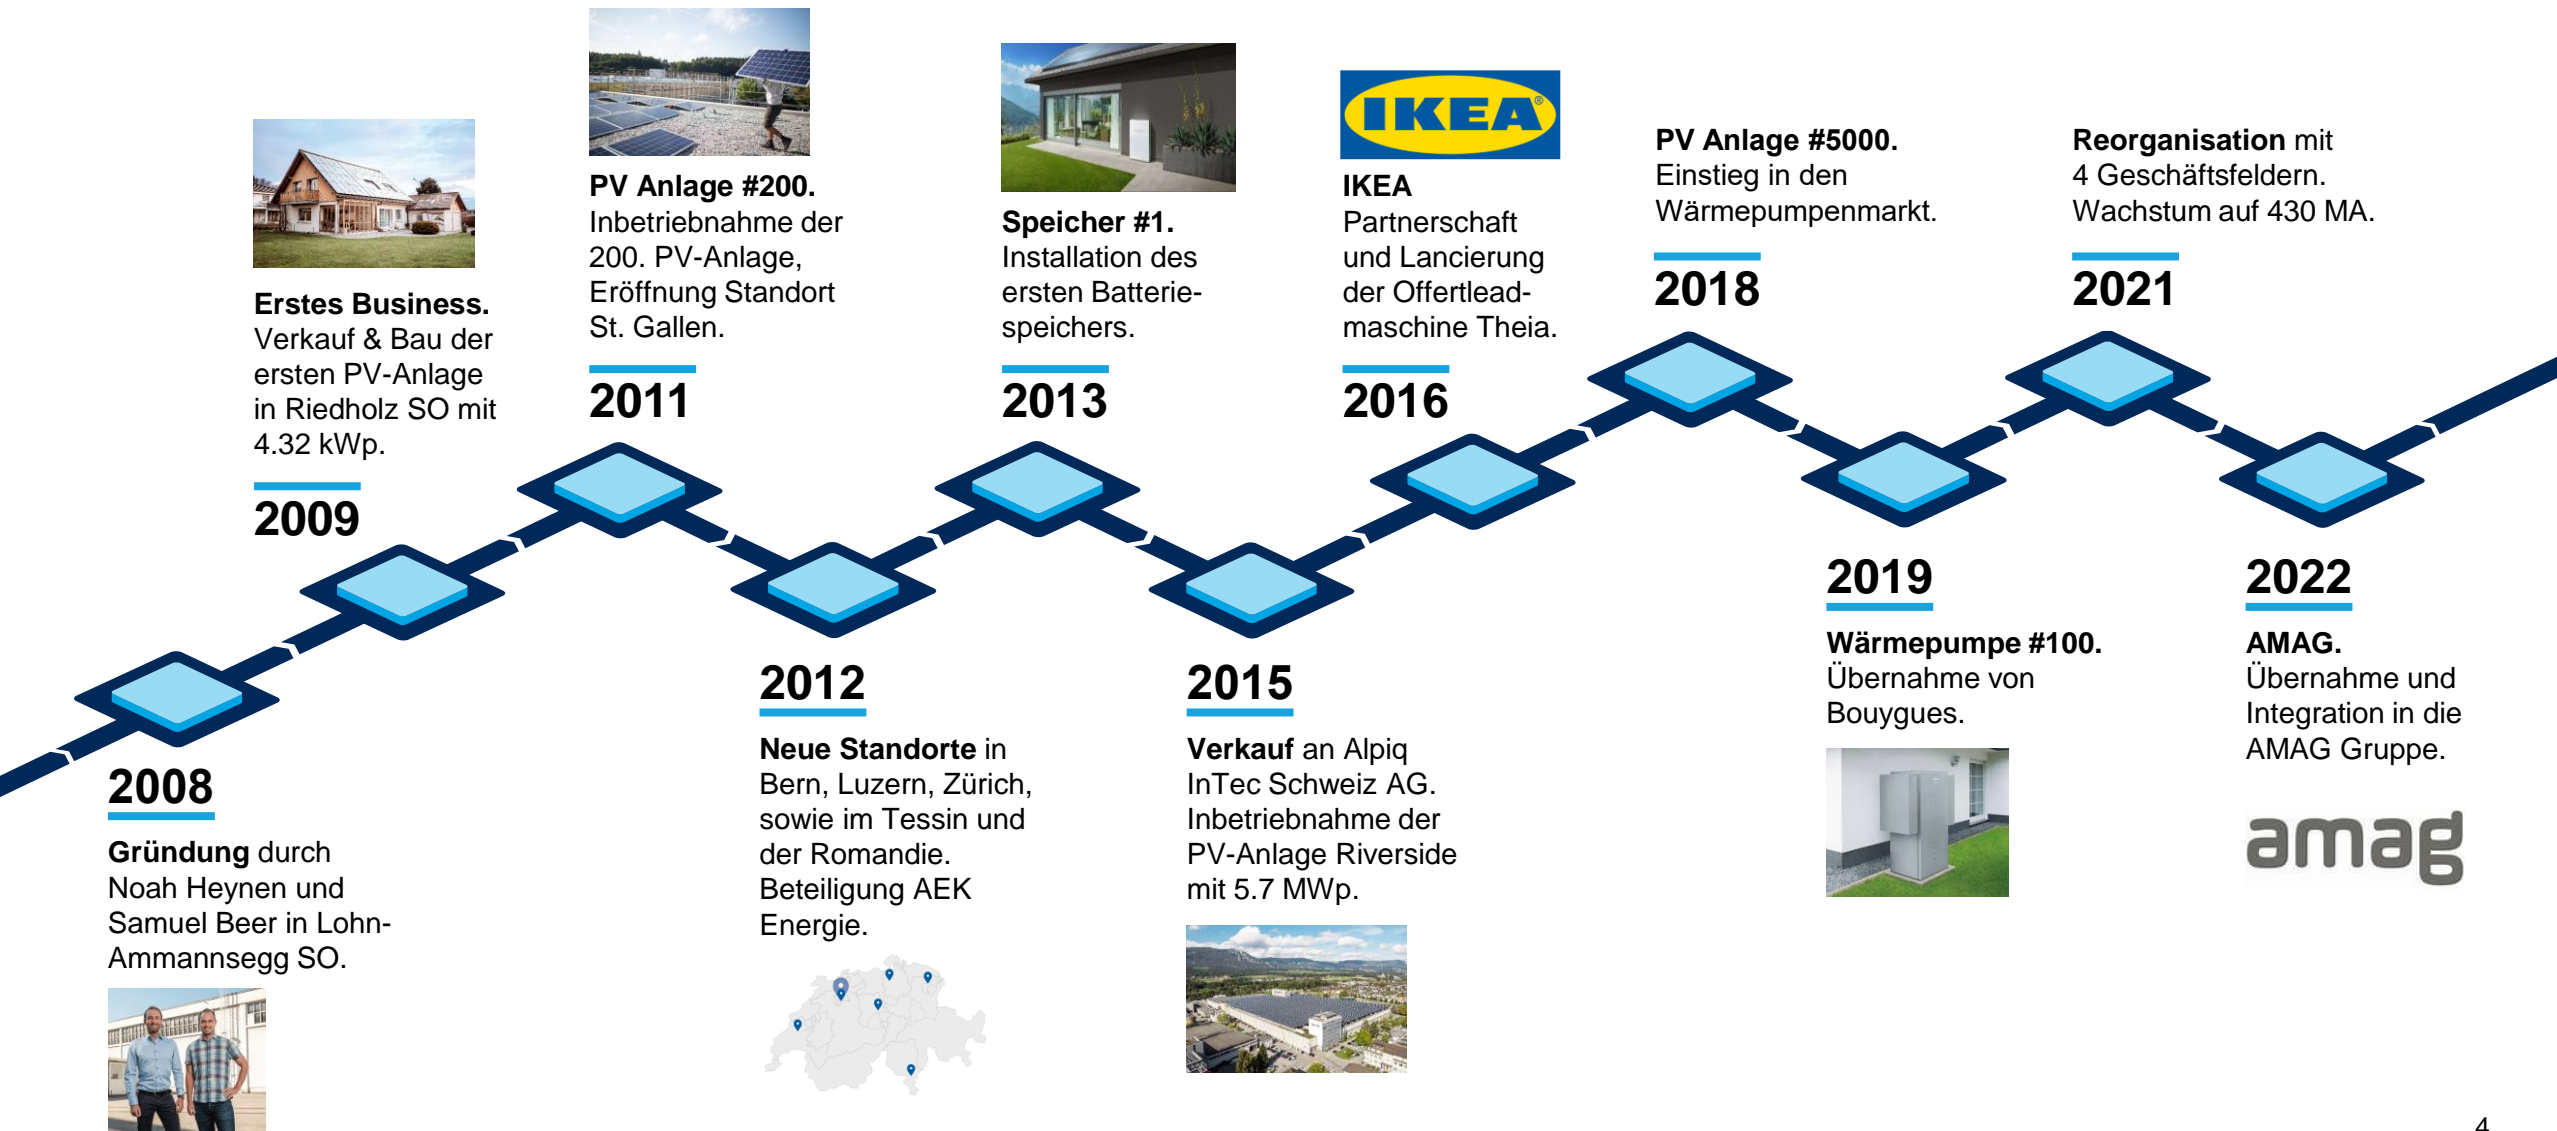 2008
Gründung durch
Noah Heynen und
Samuel Beer in Lohn-
Ammannsegg SO.
Erstes Business.
Verkauf & Bau der
ersten PV-Anlage
in Riedholz SO mit
4.32 kWp.
2009
PV Anlage #200.
Inbetriebnahme der
200. PV-Anlage,
Eröffnung Standort
St. Gallen.
2011
2012
Neue Standorte in
Bern, Luzern, Zürich,
sowie im Tessin und
der Romandie.
Beteiligung AEK
Energie.
Speicher #1.
Installation des
ersten Batterie-
speichers.
2013
2015
Verkauf an Alpiq
InTec Schweiz AG.
Inbetriebnahme der
PV-Anlage Riverside
mit 5.7 MWp.
IKEA®
IKEA
Partnerschaft
und Lancierung
der Offertlead-
maschine Theia.
2016
PV Anlage #5000.
Einstieg in den
Wärmepumpenmarkt.
2018
2019
Wärmepumpe #100.
Übernahme von
Bouygues.
Reorganisation mit
4 Geschäftsfeldern.
Wachstum auf 430 MA.
2021
2022
AMAG.
Übernahme und
Integration in die
AMAG Gruppe.
amag
4